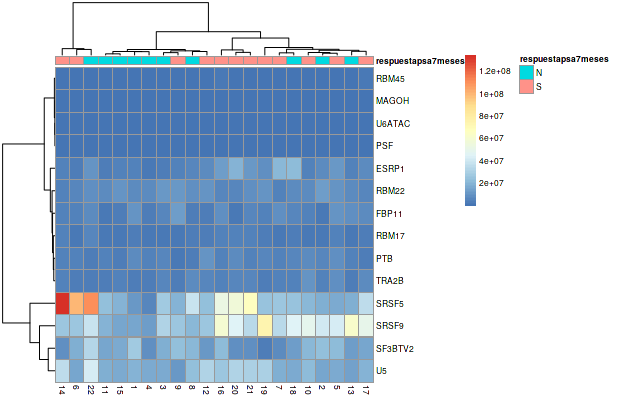 respuestapsa7meses
respuestapsa7meses
N
S
1.2e+08
1e+08
8e+07
6e+07
4e+07
2e+07
RBM45
MAGOH
U6ATAC
PSF
ESRP1
RBM22
FBP11
RBM17
PTB
TRA2B
SRSF5
SRSF9
SF3BTV2
U5
14 6 22 11 15 1 4 3 9 8 12 16 20 21 19 7 18 10 2 5 13 17